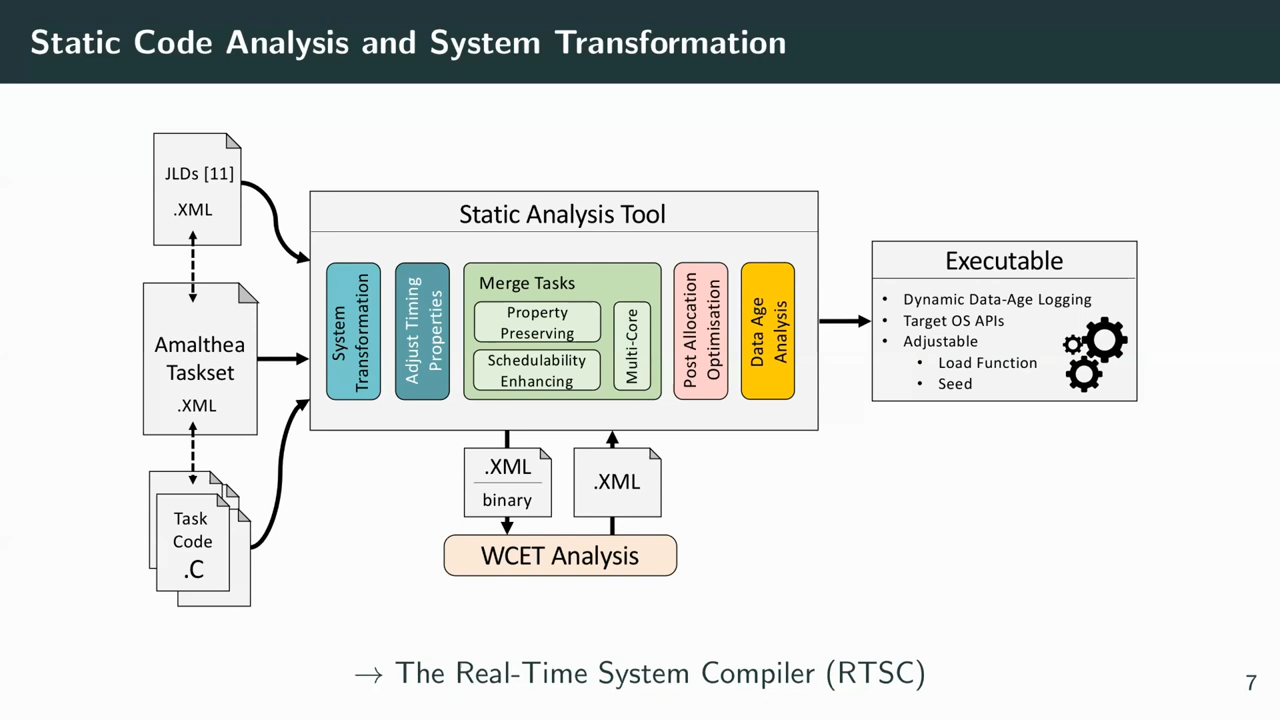 Static Code Analysis and System Transformation
JLDs [11]
.XML
Amalthea
Taskset
.XML
Task
Code
.C
Static Analysis Tool
System
Transformation
Adjust Timing
Properties
Merge Tasks
Property
Preserving
Schedulability
Enhancing
Multi-Core
Post Allocation
Optimisation
Data Age
Analysis
.XML
binary
.XML
WCET Analysis
Executable
• Dynamic Data-Age Logging
• Target OS APIs
• Adjustable
• Load Function
• Seed
→ The Real-Time System Compiler (RTSC)
7